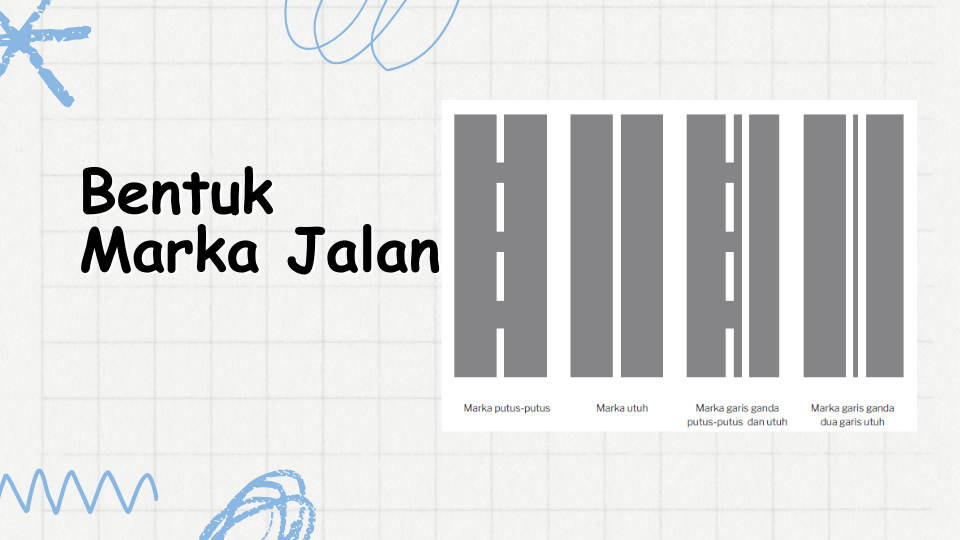 Bentuk
Marka Jalan
Marka putus-putus
Marka utuh
Marka garis ganda
putus-putus dan utuh
Marka garis ganda
dua garis utuh